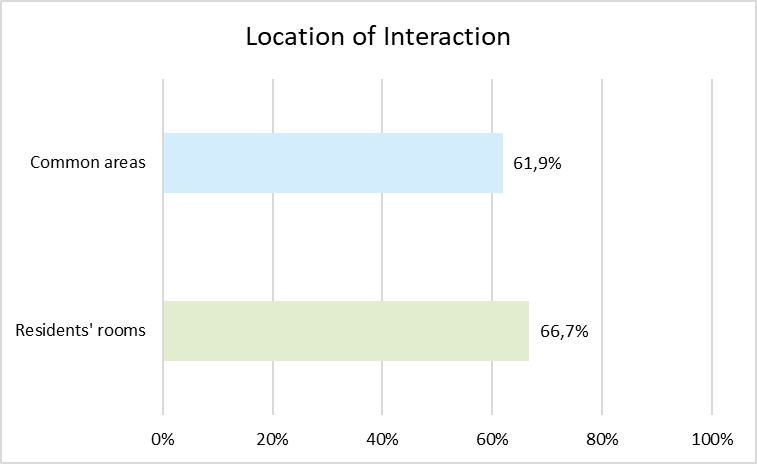 Location of Interaction
Common areas
61,9%
Residents' rooms
66,7%
0% 20% 40% 60% 80% 100%